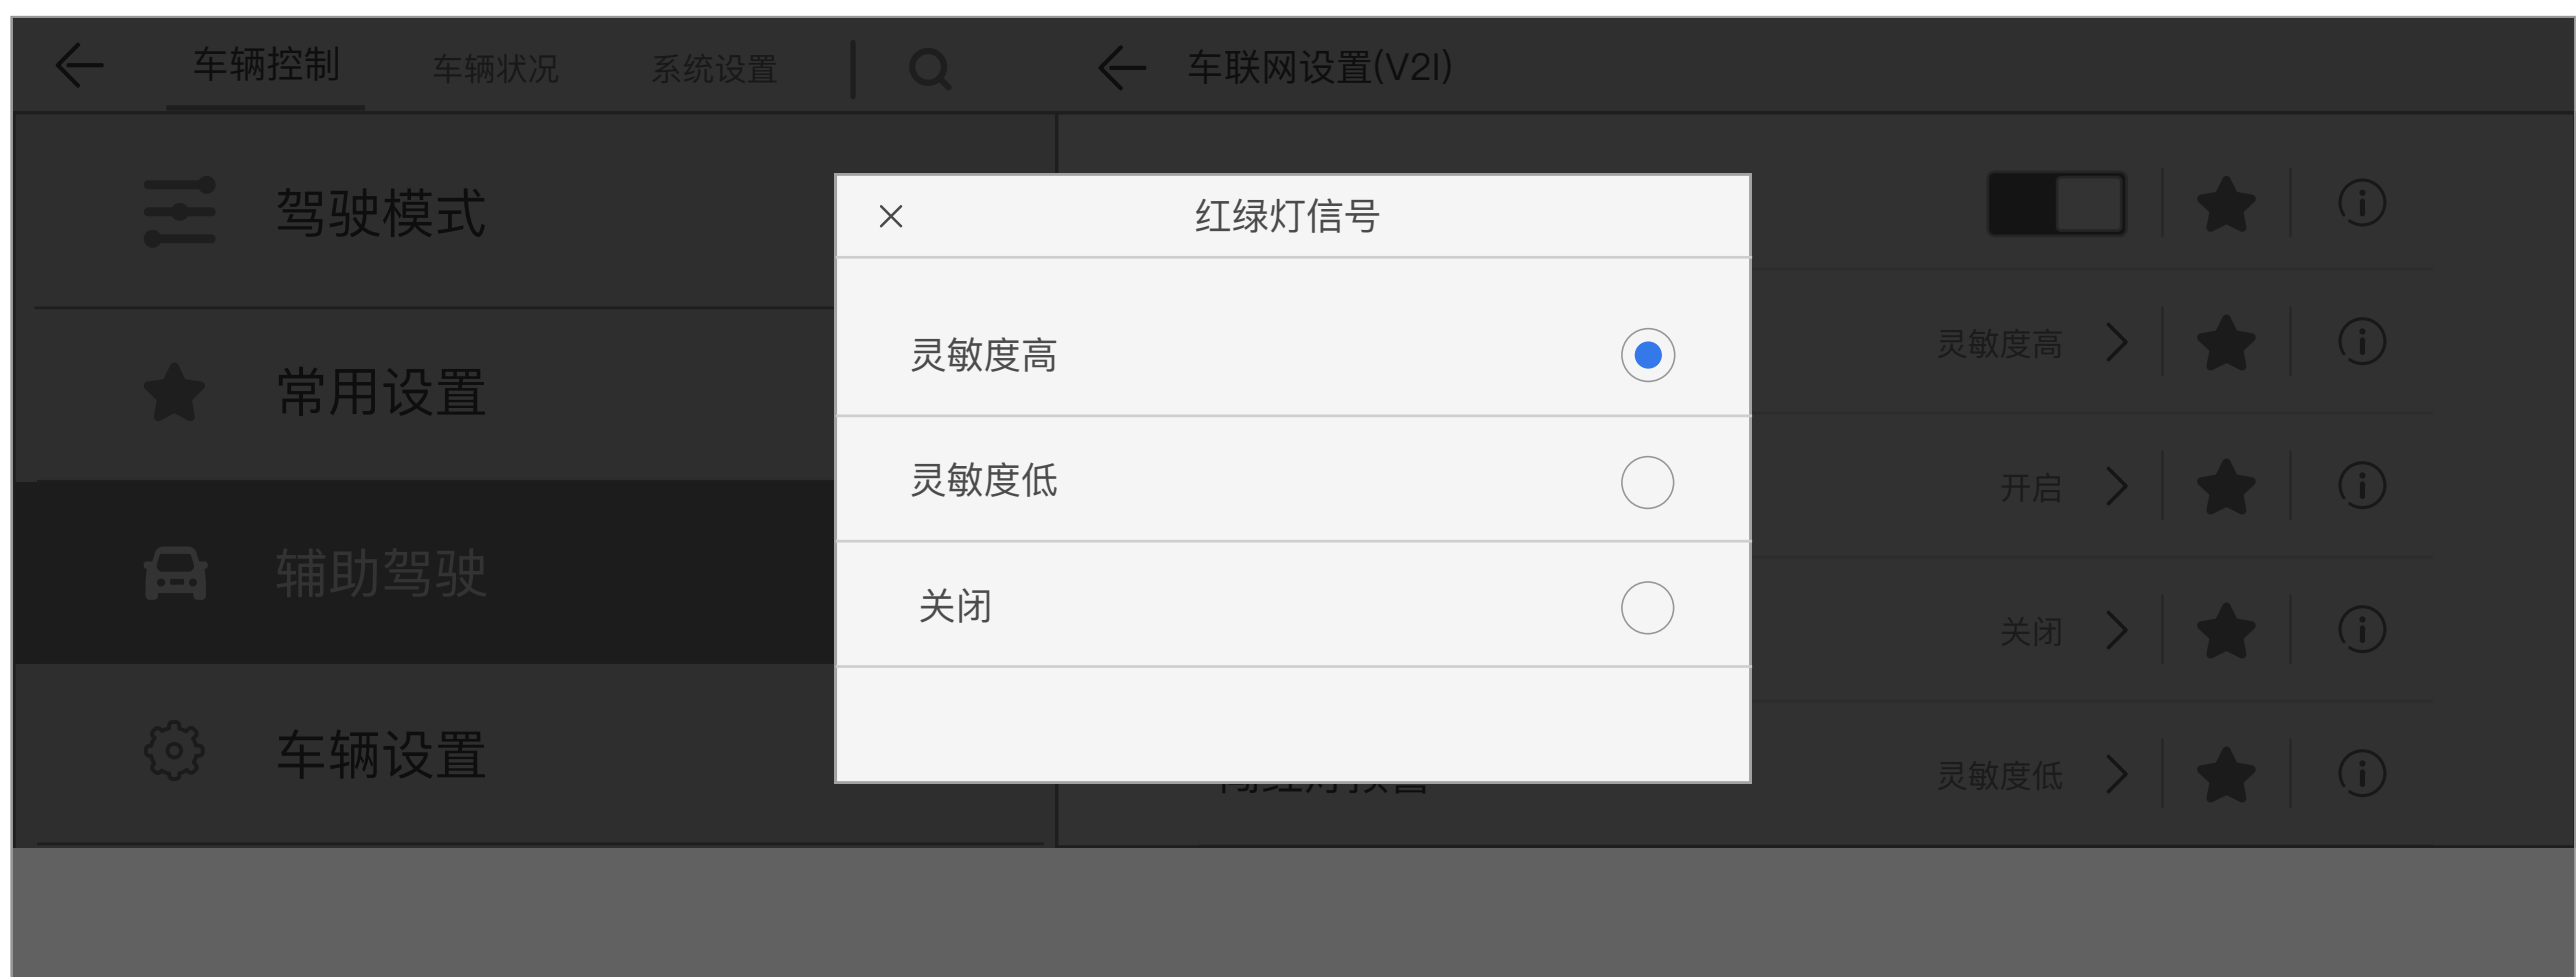 车辆控制 车辆状况 系统设置 车联网设置(V2I)
驾驶模式
常用设置
辅助驾驶
车辆设置
红绿灯信号
灵敏度高
灵敏度低
关闭
灵敏度高
开启
关闭
灵敏度低